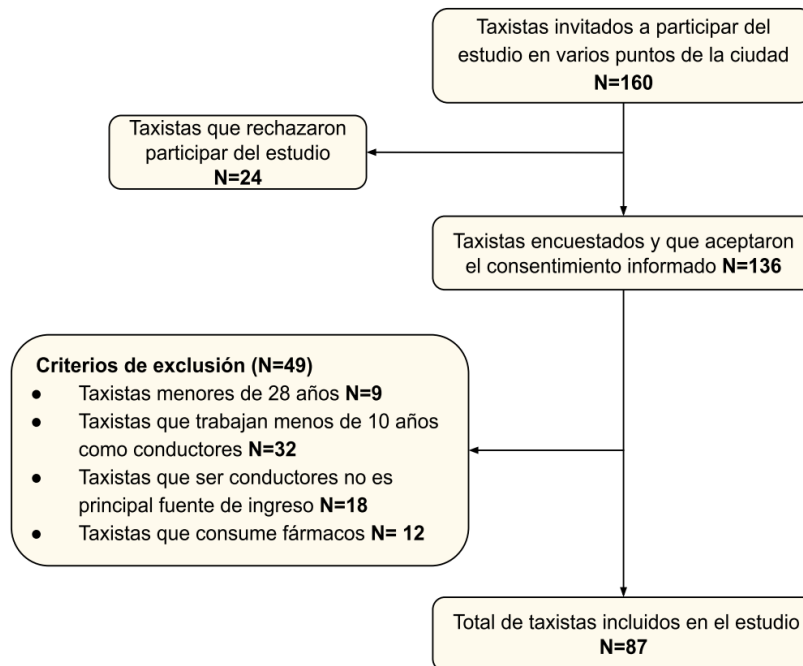 Taxistas invitados a participar del
estudio en varios puntos de la ciudad
N=160
Taxistas que rechazaron
participar del estudio
N=24
Taxistas encuestados y que aceptaron
el consentimiento informado N=136
Criterios de exclusión (N=49)
● Taxistas menores de 28 años N=9
● Taxistas que trabajan menos de 10 años
como conductores N=32
● Taxistas que ser conductores no es
principal fuente de ingreso N=18
● Taxistas que consume fármacos N= 12
Total de taxistas incluidos en el estudio
N=87